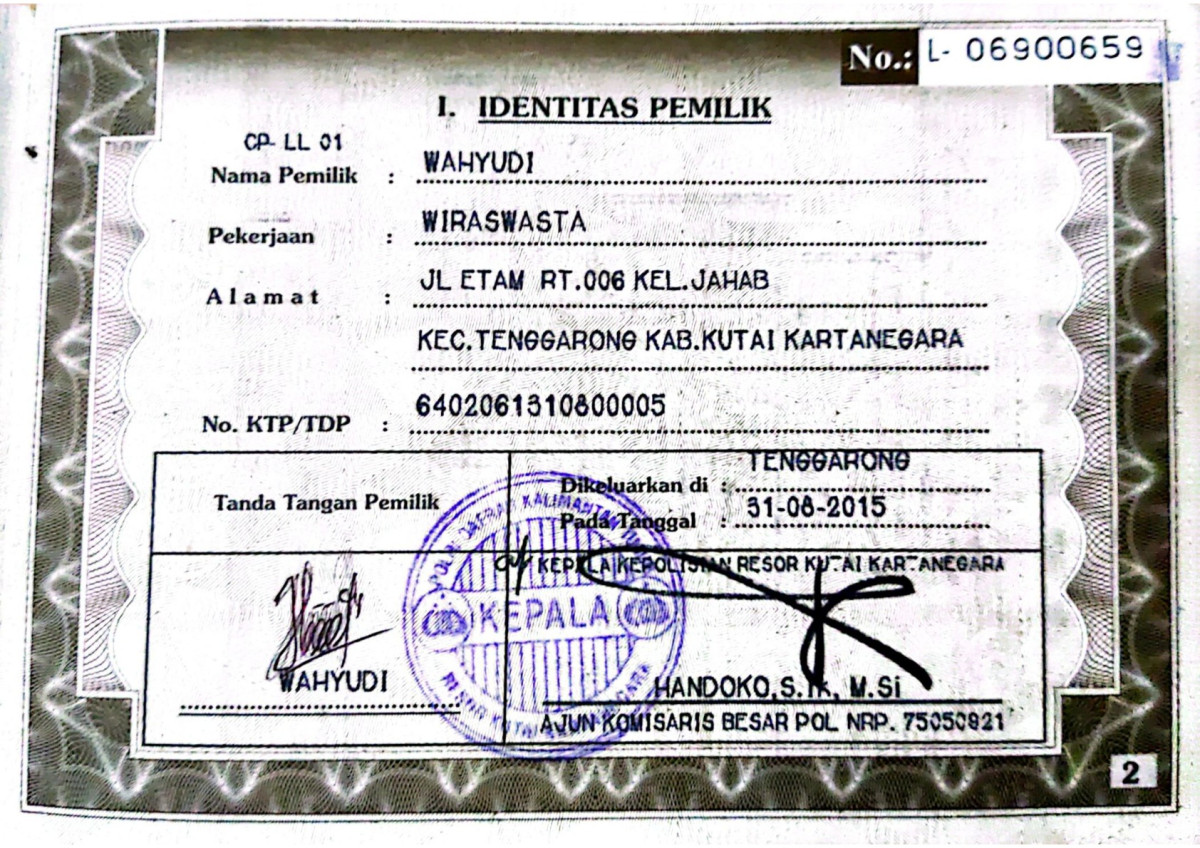 No.: L- 06900659
I. IDENTITAS PEMILIK
CP- LL 01
Nama Pemilik : WAHYUDI
Pekerjaan : WIRASWASTA
Alamat : JL ETAM RT.006 KEL.JAHAB
KEC.TENGGARONG KAB.KUTAI KARTANEGARA
No. KTP/TDP : 6402061310800005
Tanda Tangan Pemilik
Dikeluarkan di : TENGGARONG
Pada Tanggal : 31-08-2015
KEPALA KEPOLISIAN RESOR KUTAI KARTANEGARA
KEPALA
WAHYUDI
HANDOKO,S.IK, M.Si
AJUN KOMISARIS BESAR POL NRP. 75050921
2